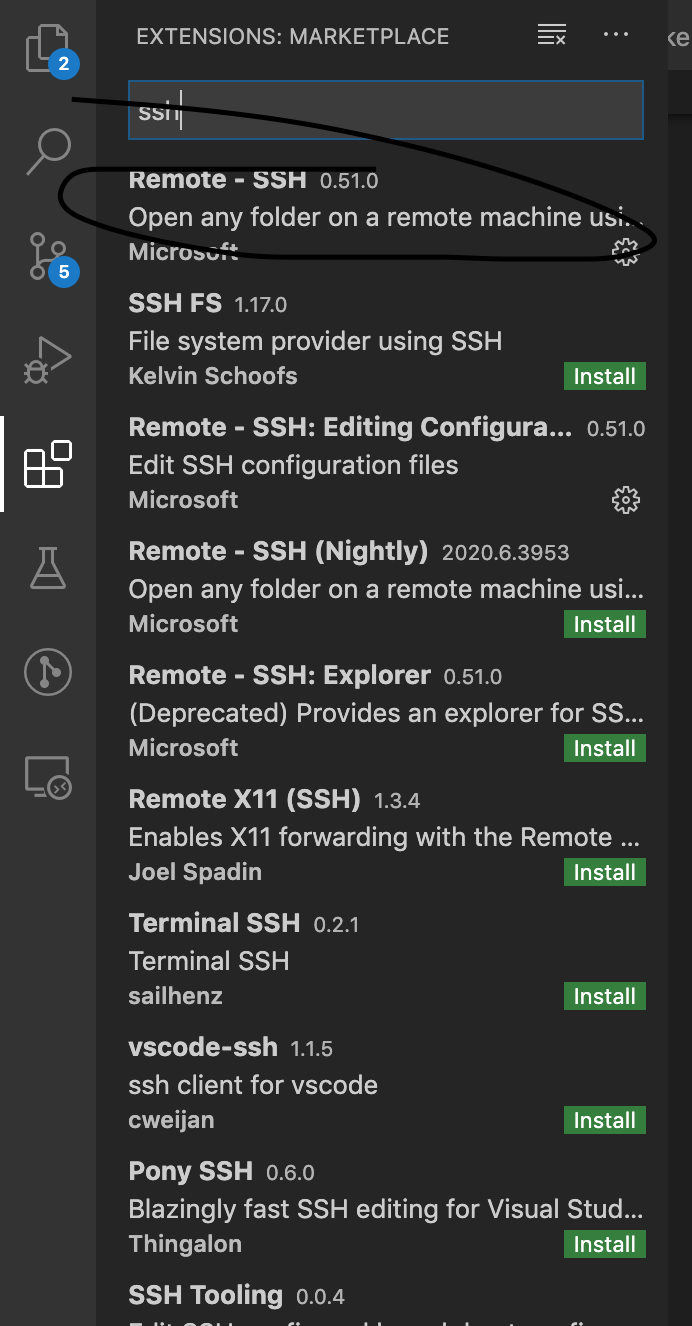 EXTENSIONS: MARKETPLACE
ke
2
ssh
Remote - SSH 0.51.0
Open any folder on a remote machine usi...
Microsoft
5
SSH FS 1.17.0
File system provider using SSH
Kelvin Schoofs Install
Remote - SSH: Editing Configura... 0.51.0
Edit SSH configuration files
Microsoft
Remote - SSH (Nightly) 2020.6.3953
Open any folder on a remote machine usi...
Microsoft Install
Remote - SSH: Explorer 0.51.0
(Deprecated) Provides an explorer for SS...
Microsoft Install
Remote X11 (SSH) 1.3.4
Enables X11 forwarding with the Remote ...
Joel Spadin Install
Terminal SSH 0.2.1
Terminal SSH
sailhenz Install
vscode-ssh 1.1.5
ssh client for vscode
cweijan Install
Pony SSH 0.6.0
Blazingly fast SSH editing for Visual Stud...
Thingalon Install
SSH Tooling 0.0.4